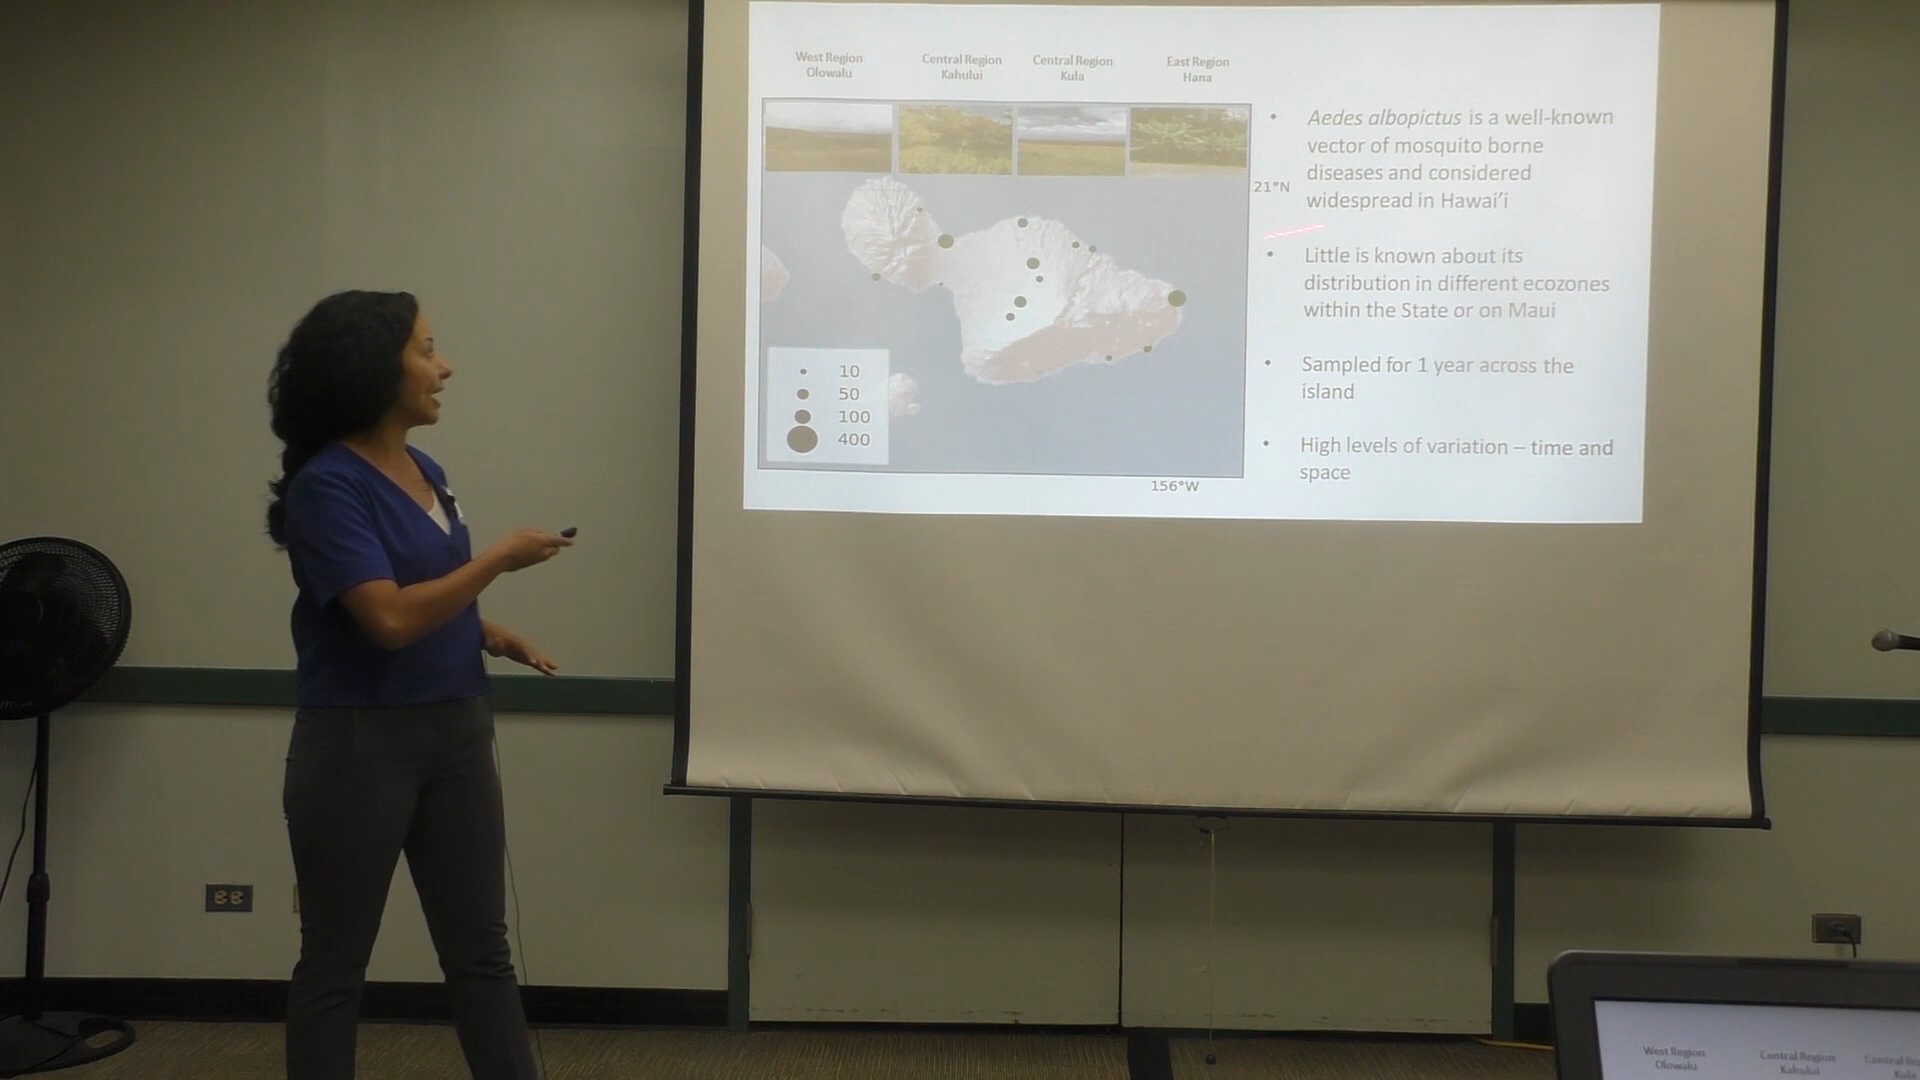 West Region
Olowalu
Central Region
Kahului
Central Region
Kula
East Region
Hana
21°N
10
50
100
400
156°W
• Aedes albopictus is a well-known
vector of mosquito borne
diseases and considered
widespread in Hawai'i
• Little is known about its
distribution in different ecozones
within the State or on Maui
• Sampled for 1 year across the
island
• High levels of variation – time and
space
West Region
Olowalu
Central Region
Kahului
Central Re
Kula